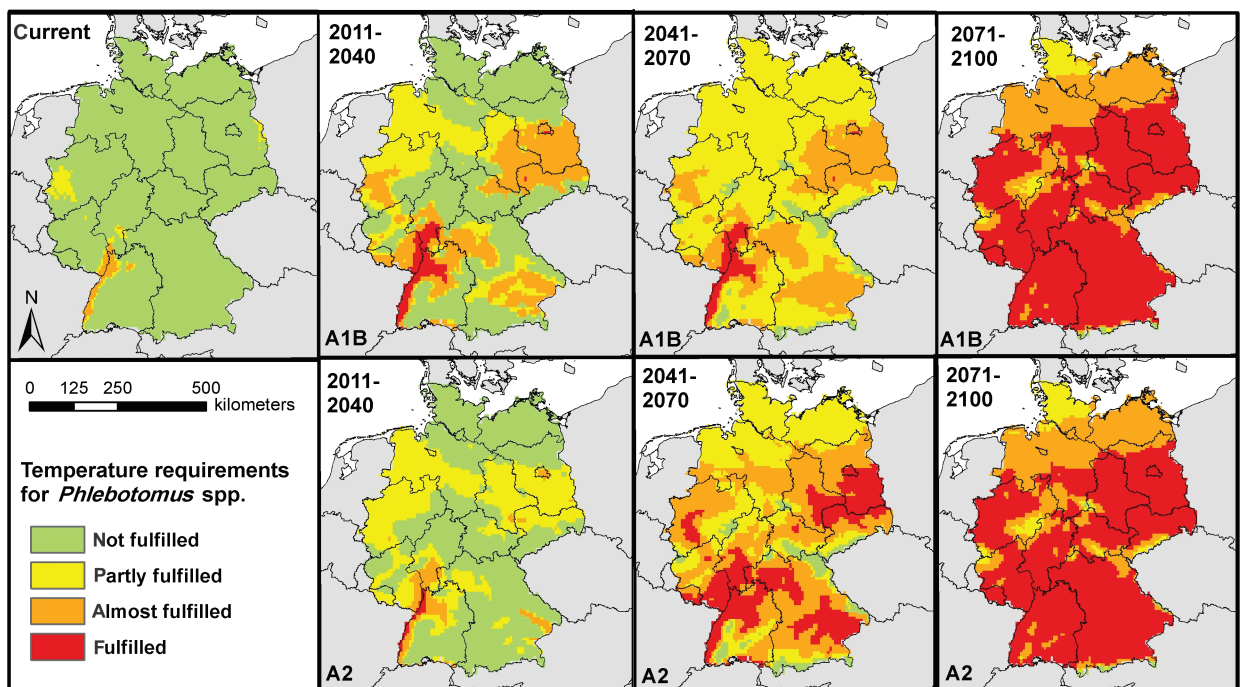 Current
2011-
2040
2041-
2070
2071-
2100
N
A1B
A1B
A1B
0 125 250 500
kilometers
2011-
2040
2041-
2070
2071-
2100
Temperature requirements
for Phlebotomus spp.
Not fulfilled
Partly fulfilled
Almost fulfilled
Fulfilled
A2
A2
A2